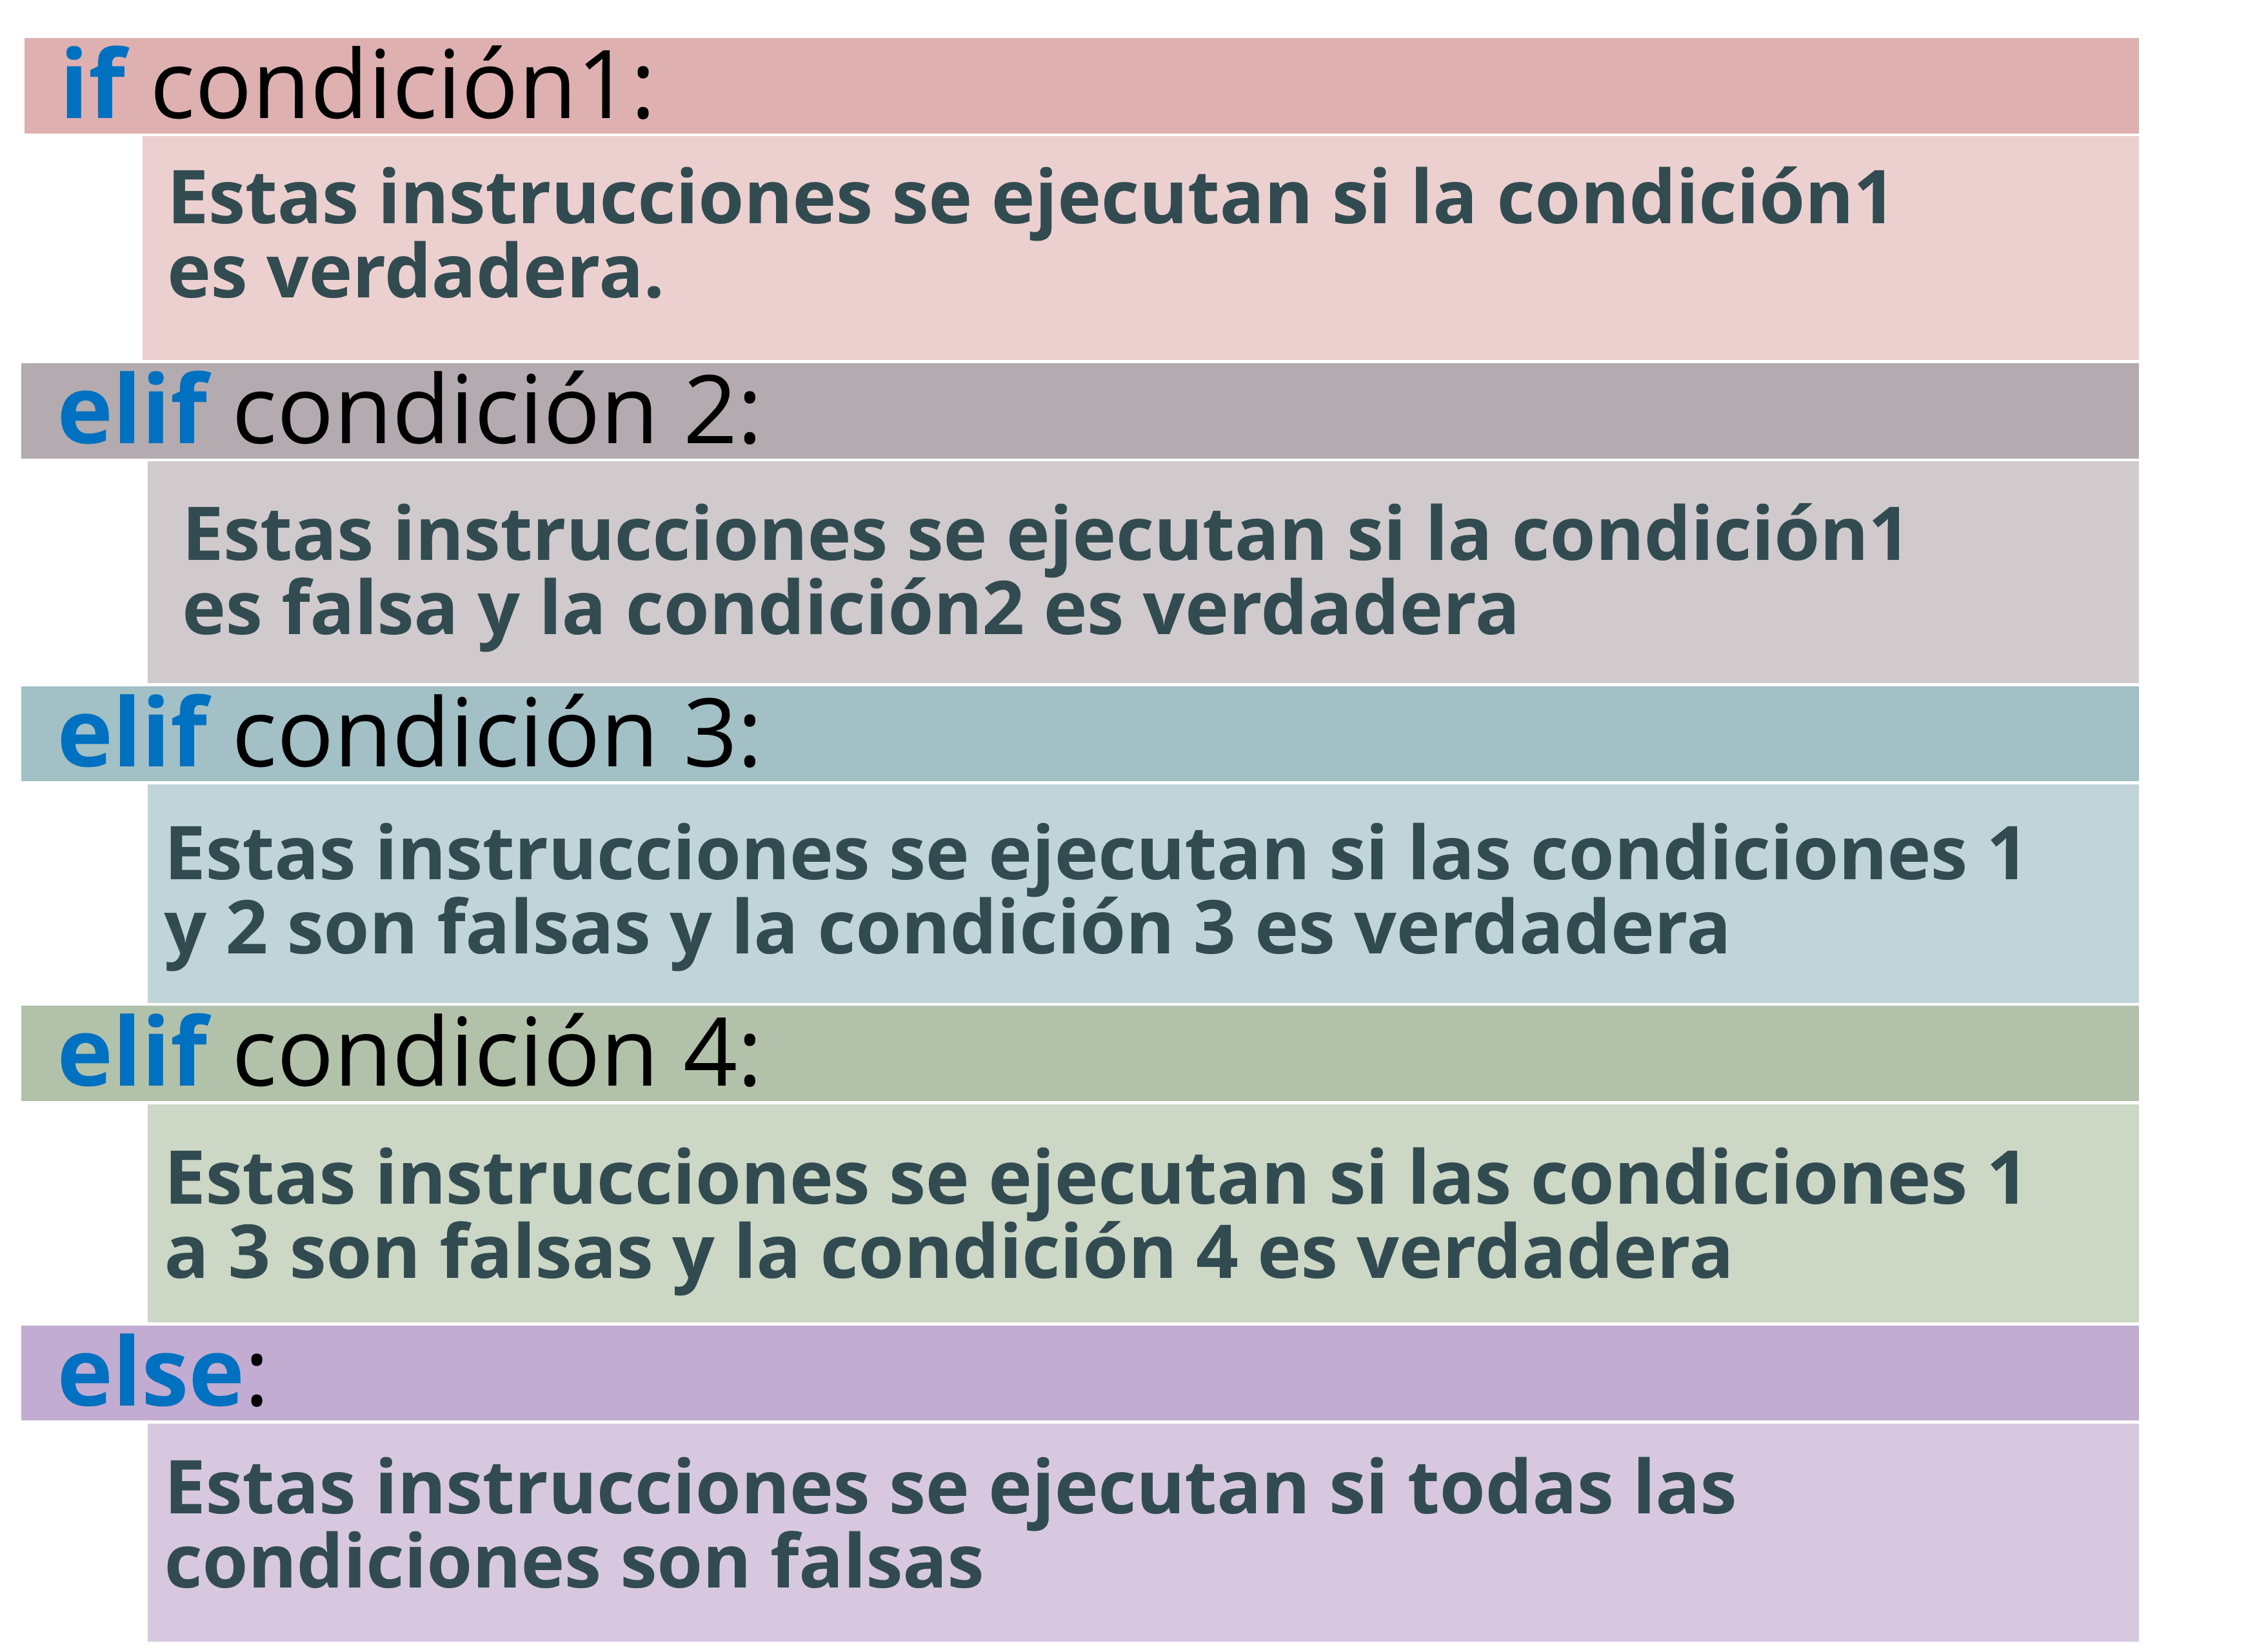 if condición1:
Estas instrucciones se ejecutan si la condición1
es verdadera.
elif condición 2:
Estas instrucciones se ejecutan si la condición1
es falsa y la condición2 es verdadera
elif condición 3:
Estas instrucciones se ejecutan si las condiciones 1
y 2 son falsas y la condición 3 es verdadera
elif condición 4:
Estas instrucciones se ejecutan si las condiciones 1
a 3 son falsas y la condición 4 es verdadera
else:
Estas instrucciones se ejecutan si todas las
condiciones son falsas